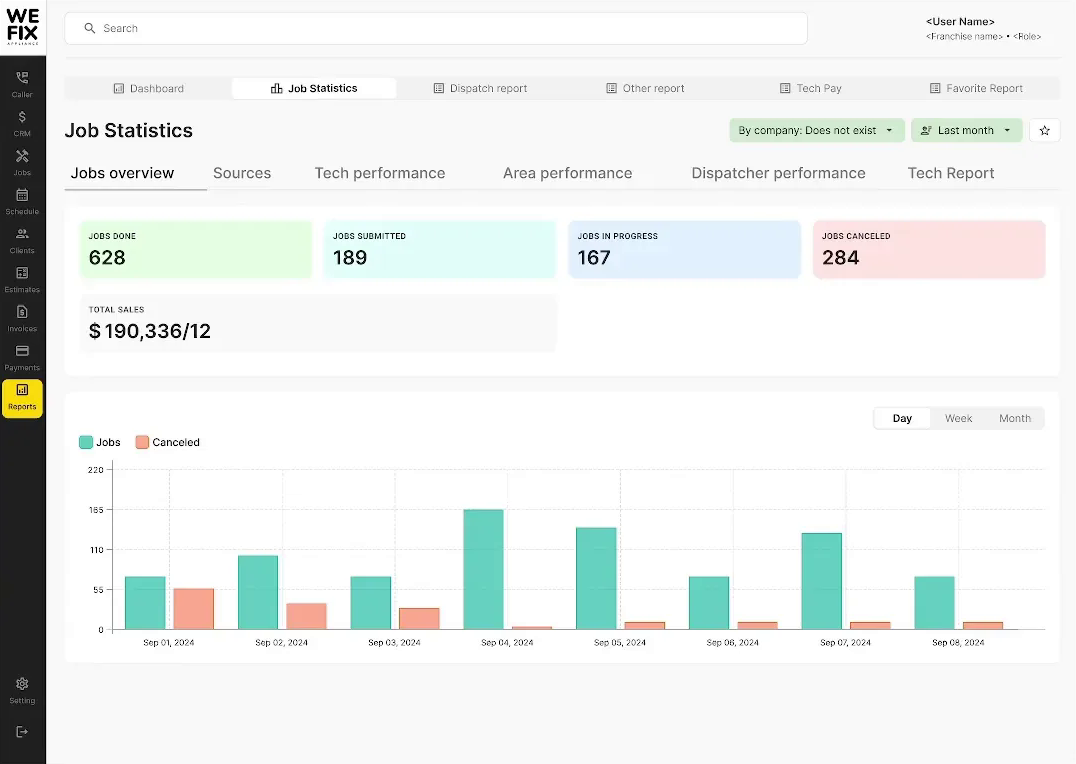 WE
FIX
APPLIANCE
Search
<User Name>
<Franchise name> • <Role>
Caller
CRM
Jobs
Schedule
Clients
Estimates
Invoices
Payments
Reports
Setting
Dashboard
Job Statistics
Dispatch report
Other report
Tech Pay
Favorite Report
Job Statistics
By company: Does not exist
Last month
Jobs overview
Sources
Tech performance
Area performance
Dispatcher performance
Tech Report
JOBS DONE
628
JOBS SUBMITTED
189
JOBS IN PROGRESS
167
JOBS CANCELED
284
TOTAL SALES
$190,336/12
Day
Week
Month
Jobs
Canceled
220
165
110
55
0
Sep 01, 2024
Sep 02, 2024
Sep 03, 2024
Sep 04, 2024
Sep 05, 2024
Sep 06, 2024
Sep 07, 2024
Sep 08, 2024